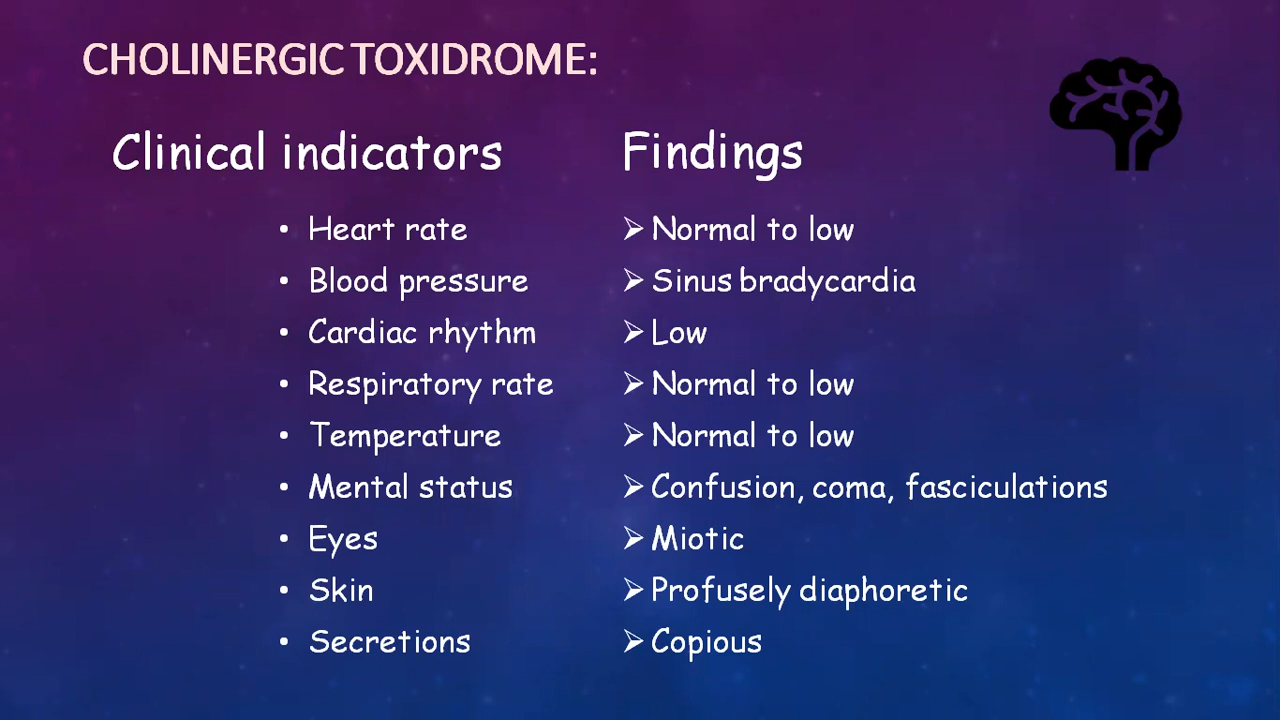 CHOLINERGIC TOXIDROME:
Clinical indicators Findings
• Heart rate ➢ Normal to low
• Blood pressure ➢ Sinus bradycardia
• Cardiac rhythm ➢ Low
• Respiratory rate ➢ Normal to low
• Temperature ➢ Normal to low
• Mental status ➢ Confusion, coma, fasciculations
• Eyes ➢ Miotic
• Skin ➢ Profusely diaphoretic
• Secretions ➢ Copious